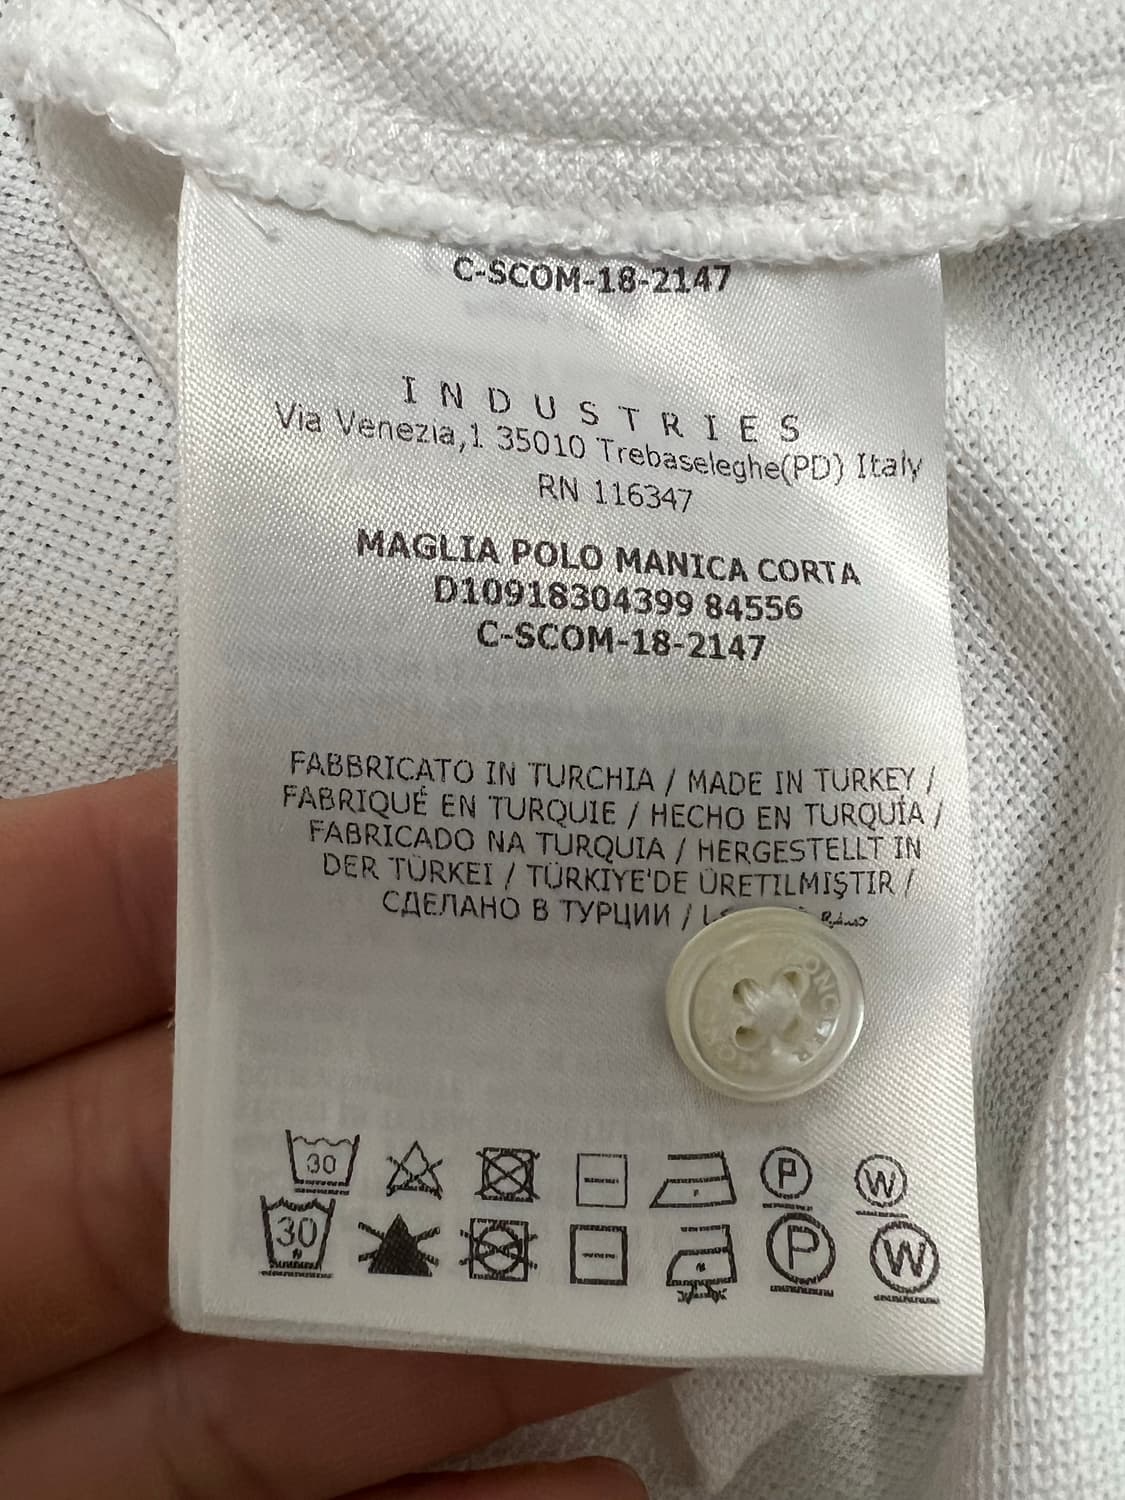 C-SCOM-18-2147
INDUSTRIES
Via Venezia,1 35010 Trebaseleghe(PD) Italy
RN 116347
MAGLIA POLO MANICA CORTA
D10918304399 84556
C-SCOM-18-2147
FABBRICATO IN TURCHIA / MADE IN TURKEY /
FABRIQUÉ EN TURQUIE / HECHO EN TURQUÍA /
FABRICADO NA TURQUIA / HERGESTELLT IN
DER TÜRKEI / TÜRKIYE'DE ÜRETILMIŞTIR /
СДЕЛАНО В ТУРЦИИ /
30 P W
30 P W